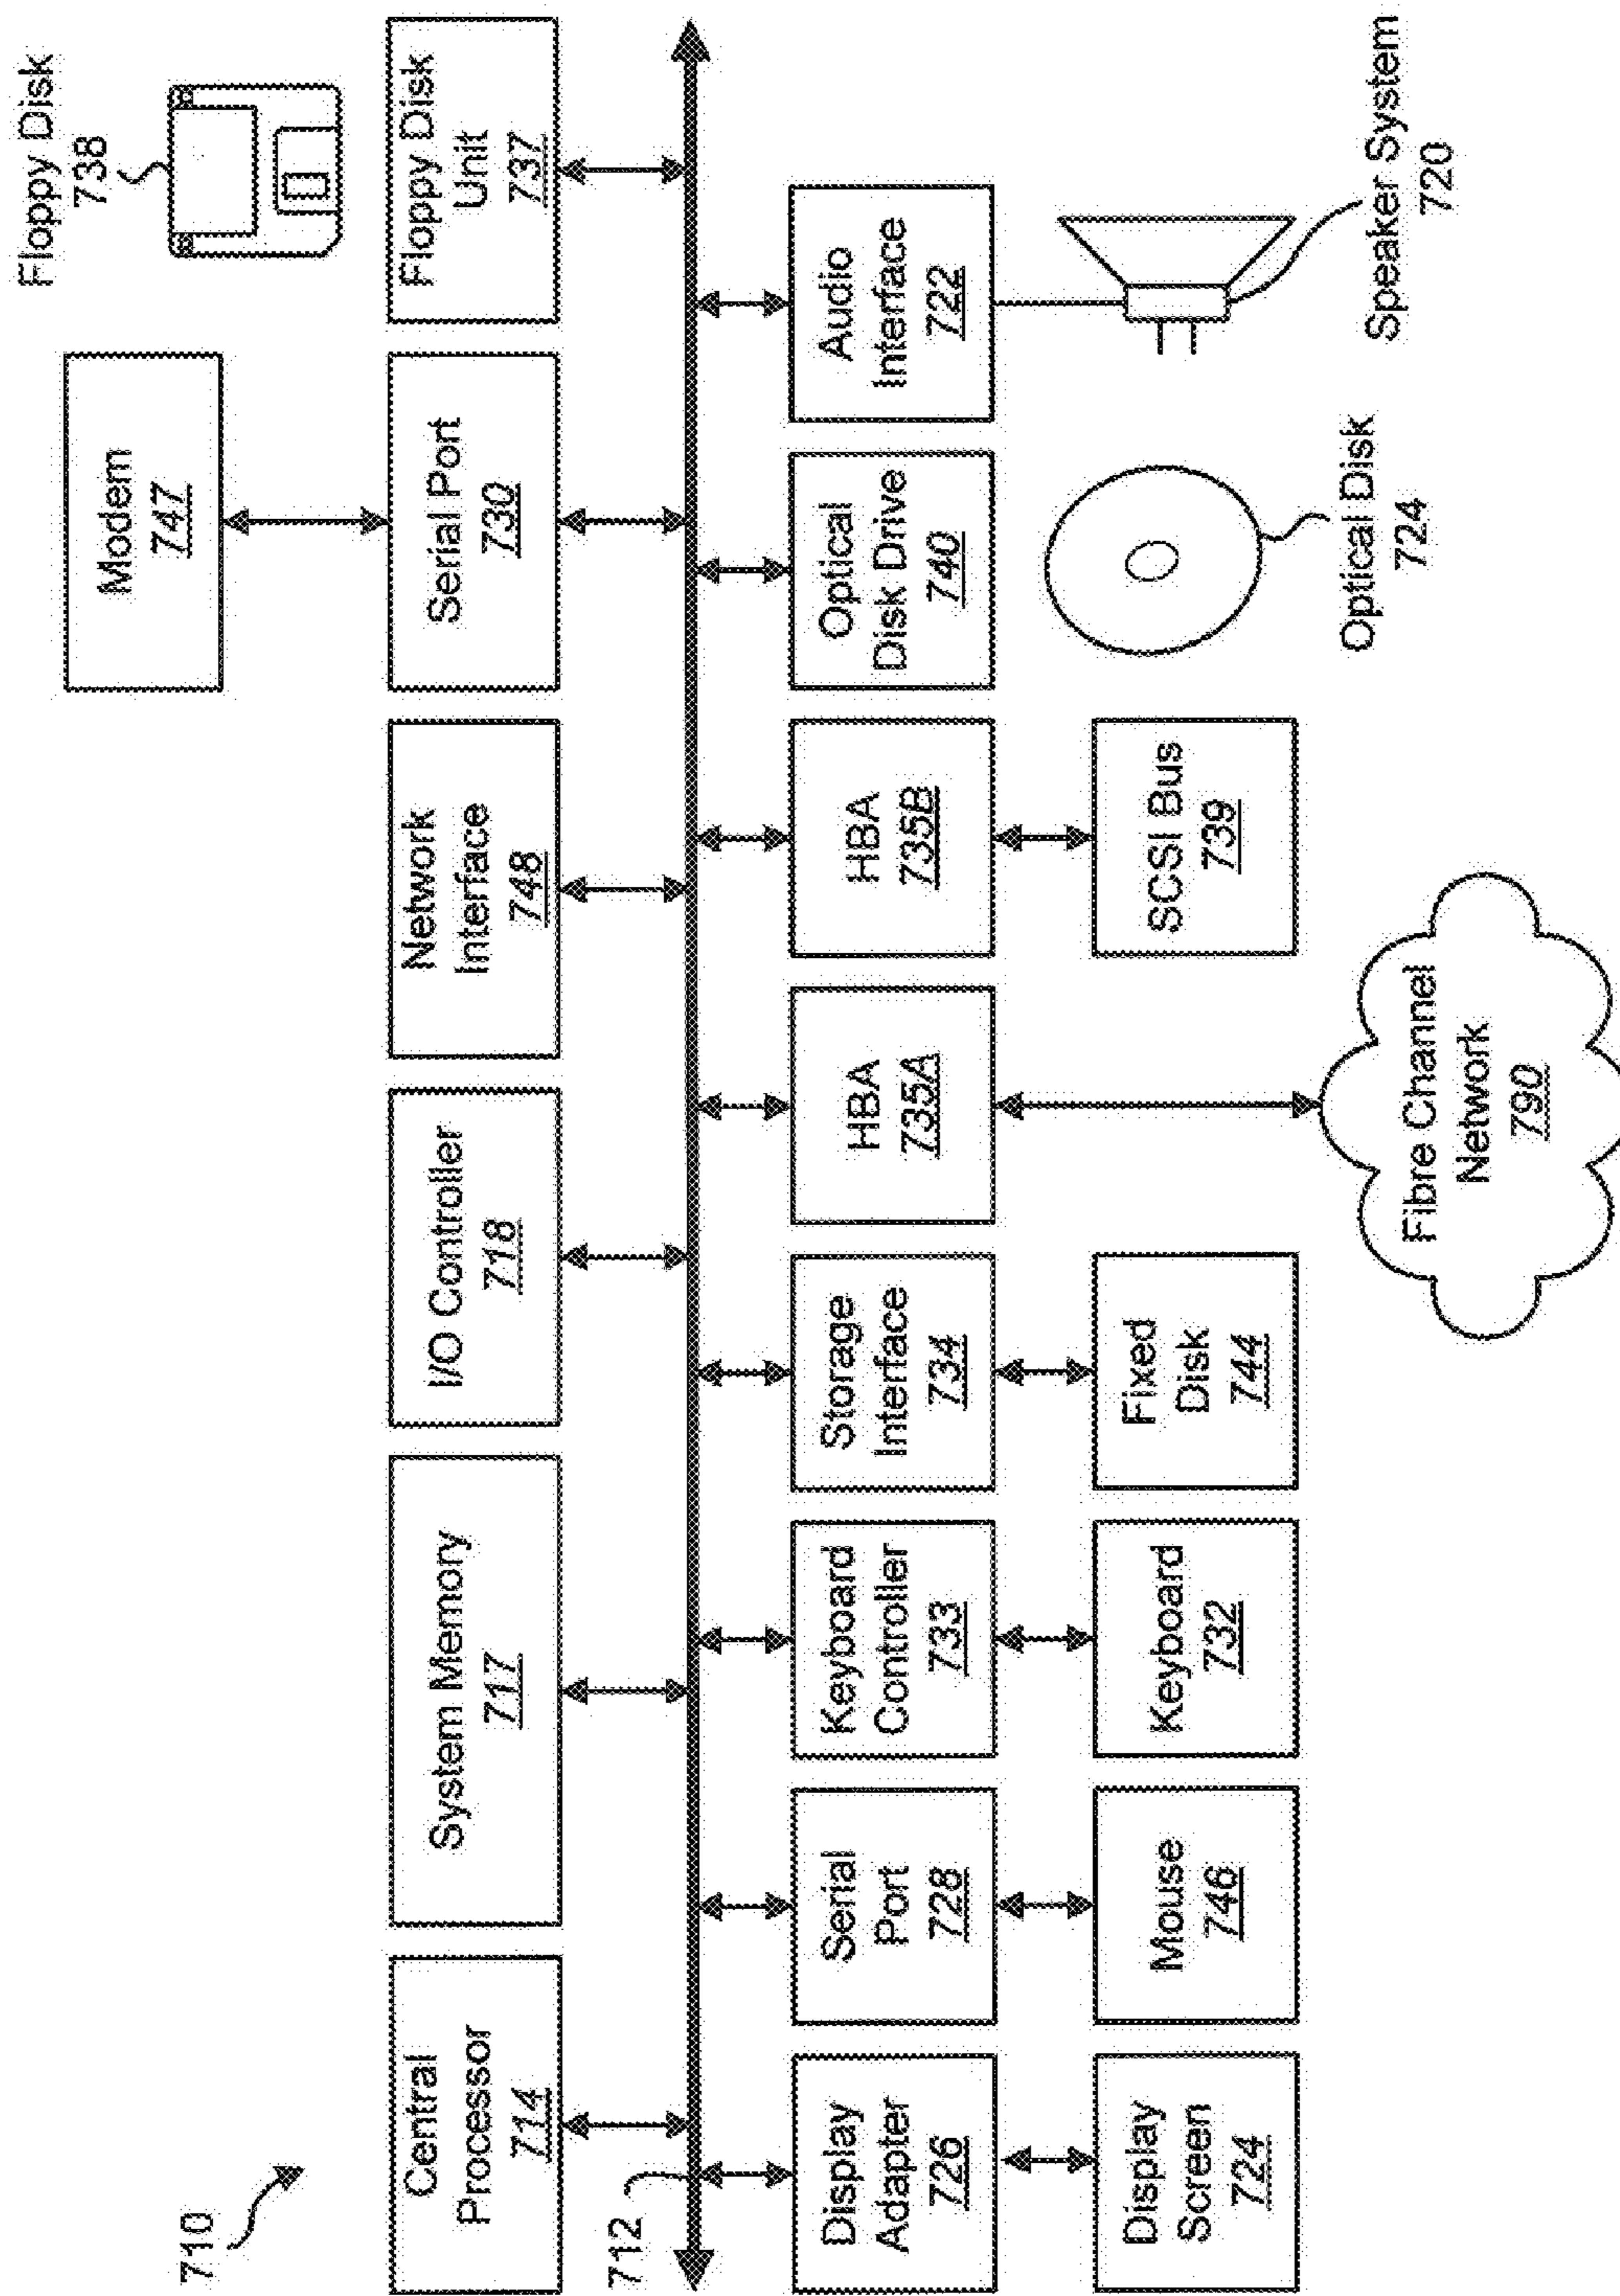 710
Floppy Disk
738
Modem
747
Central
Processor
714
System Memory
717
I/O Controller
718
Network
Interface
748
Serial Port
730
Floppy Disk
Unit
737
712
Display
Adapter
726
Serial
Port
728
Keyboard
Controller
733
Storage
Interface
734
HBA
735A
HBA
735B
Optical
Disk Drive
740
Audio
Interface
722
Display
Screen
724
Mouse
746
Keyboard
732
Fixed
Disk
744
SCSI Bus
739
Fibre Channel
Network
790
Optical Disk
724
Speaker System
720